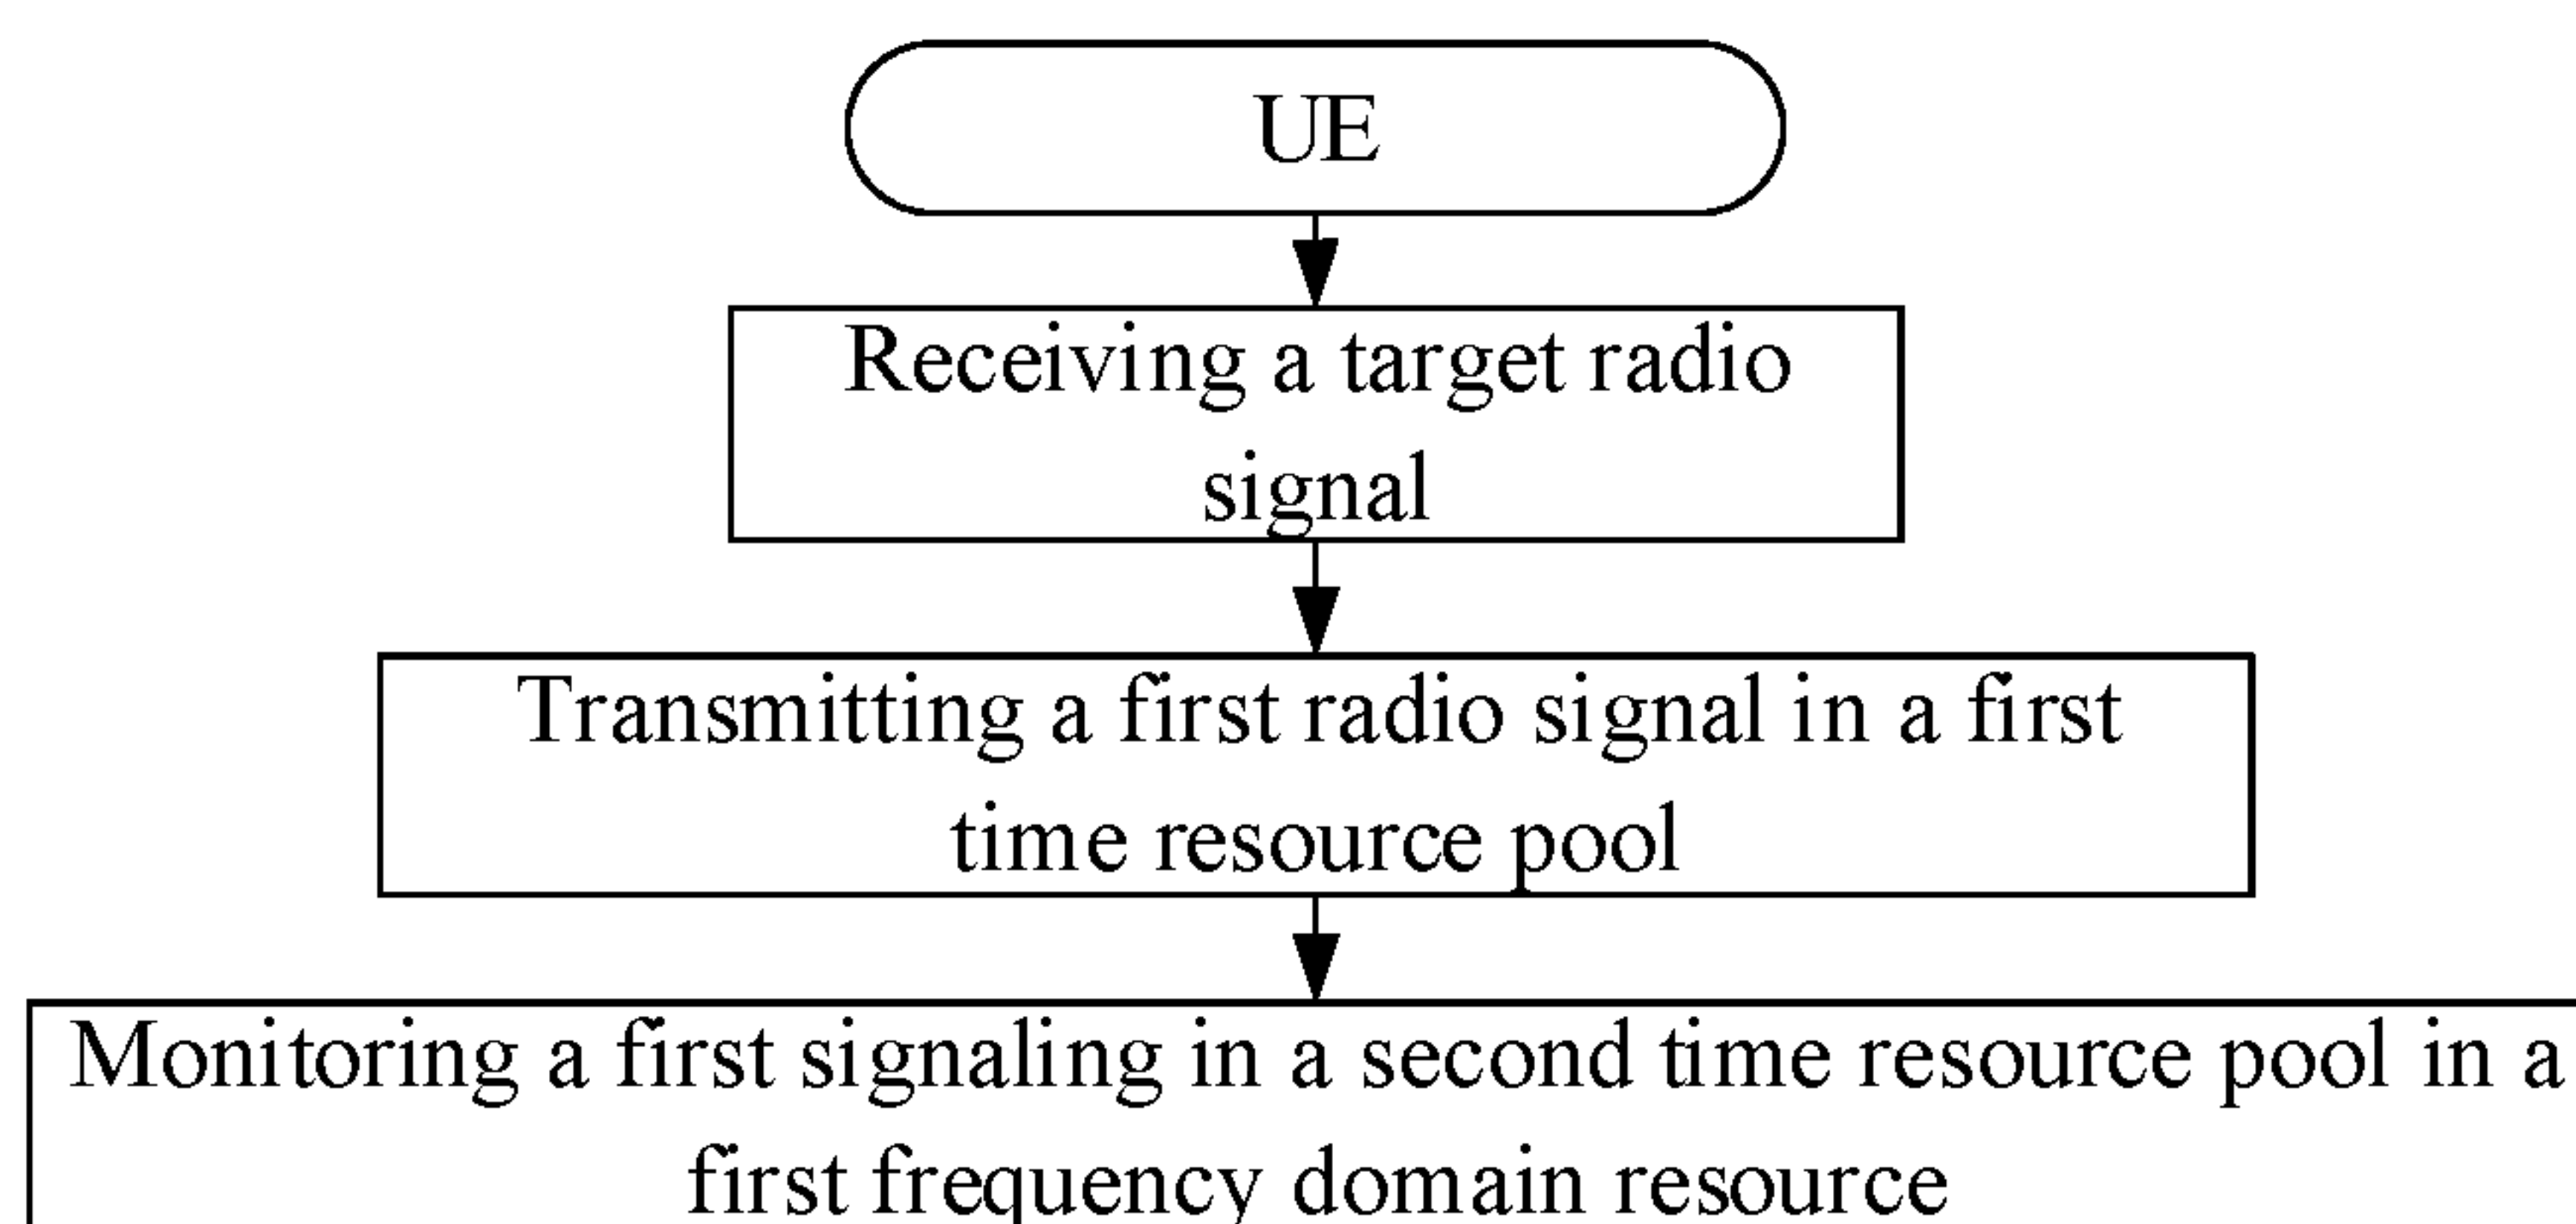 UE
Receiving a target radio
signal
Transmitting a first radio signal in a first
time resource pool
Monitoring a first signaling in a second time resource pool in a
first frequency domain resource